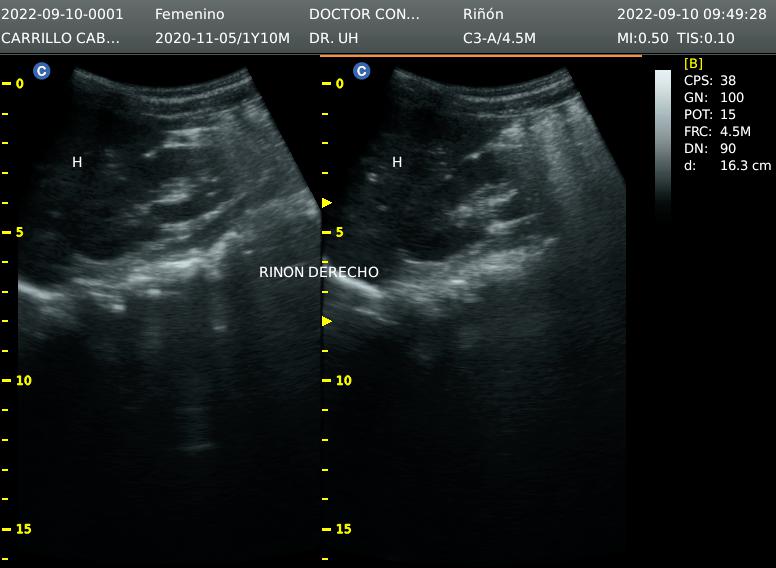 2022-09-10-0001 Femenino DOCTOR CON... Riñón 2022-09-10 09:49:28
CARRILLO CAB... 2020-11-05/1Y10M DR. UH C3-A/4.5M MI:0.50 TIS:0.10
C
C
[B]
CPS: 38
GN: 100
POT: 15
FRC: 4.5M
DN: 90
d: 16.3 cm
0
0
H
H
5
5
RINON DERECHO
10
10
15
15